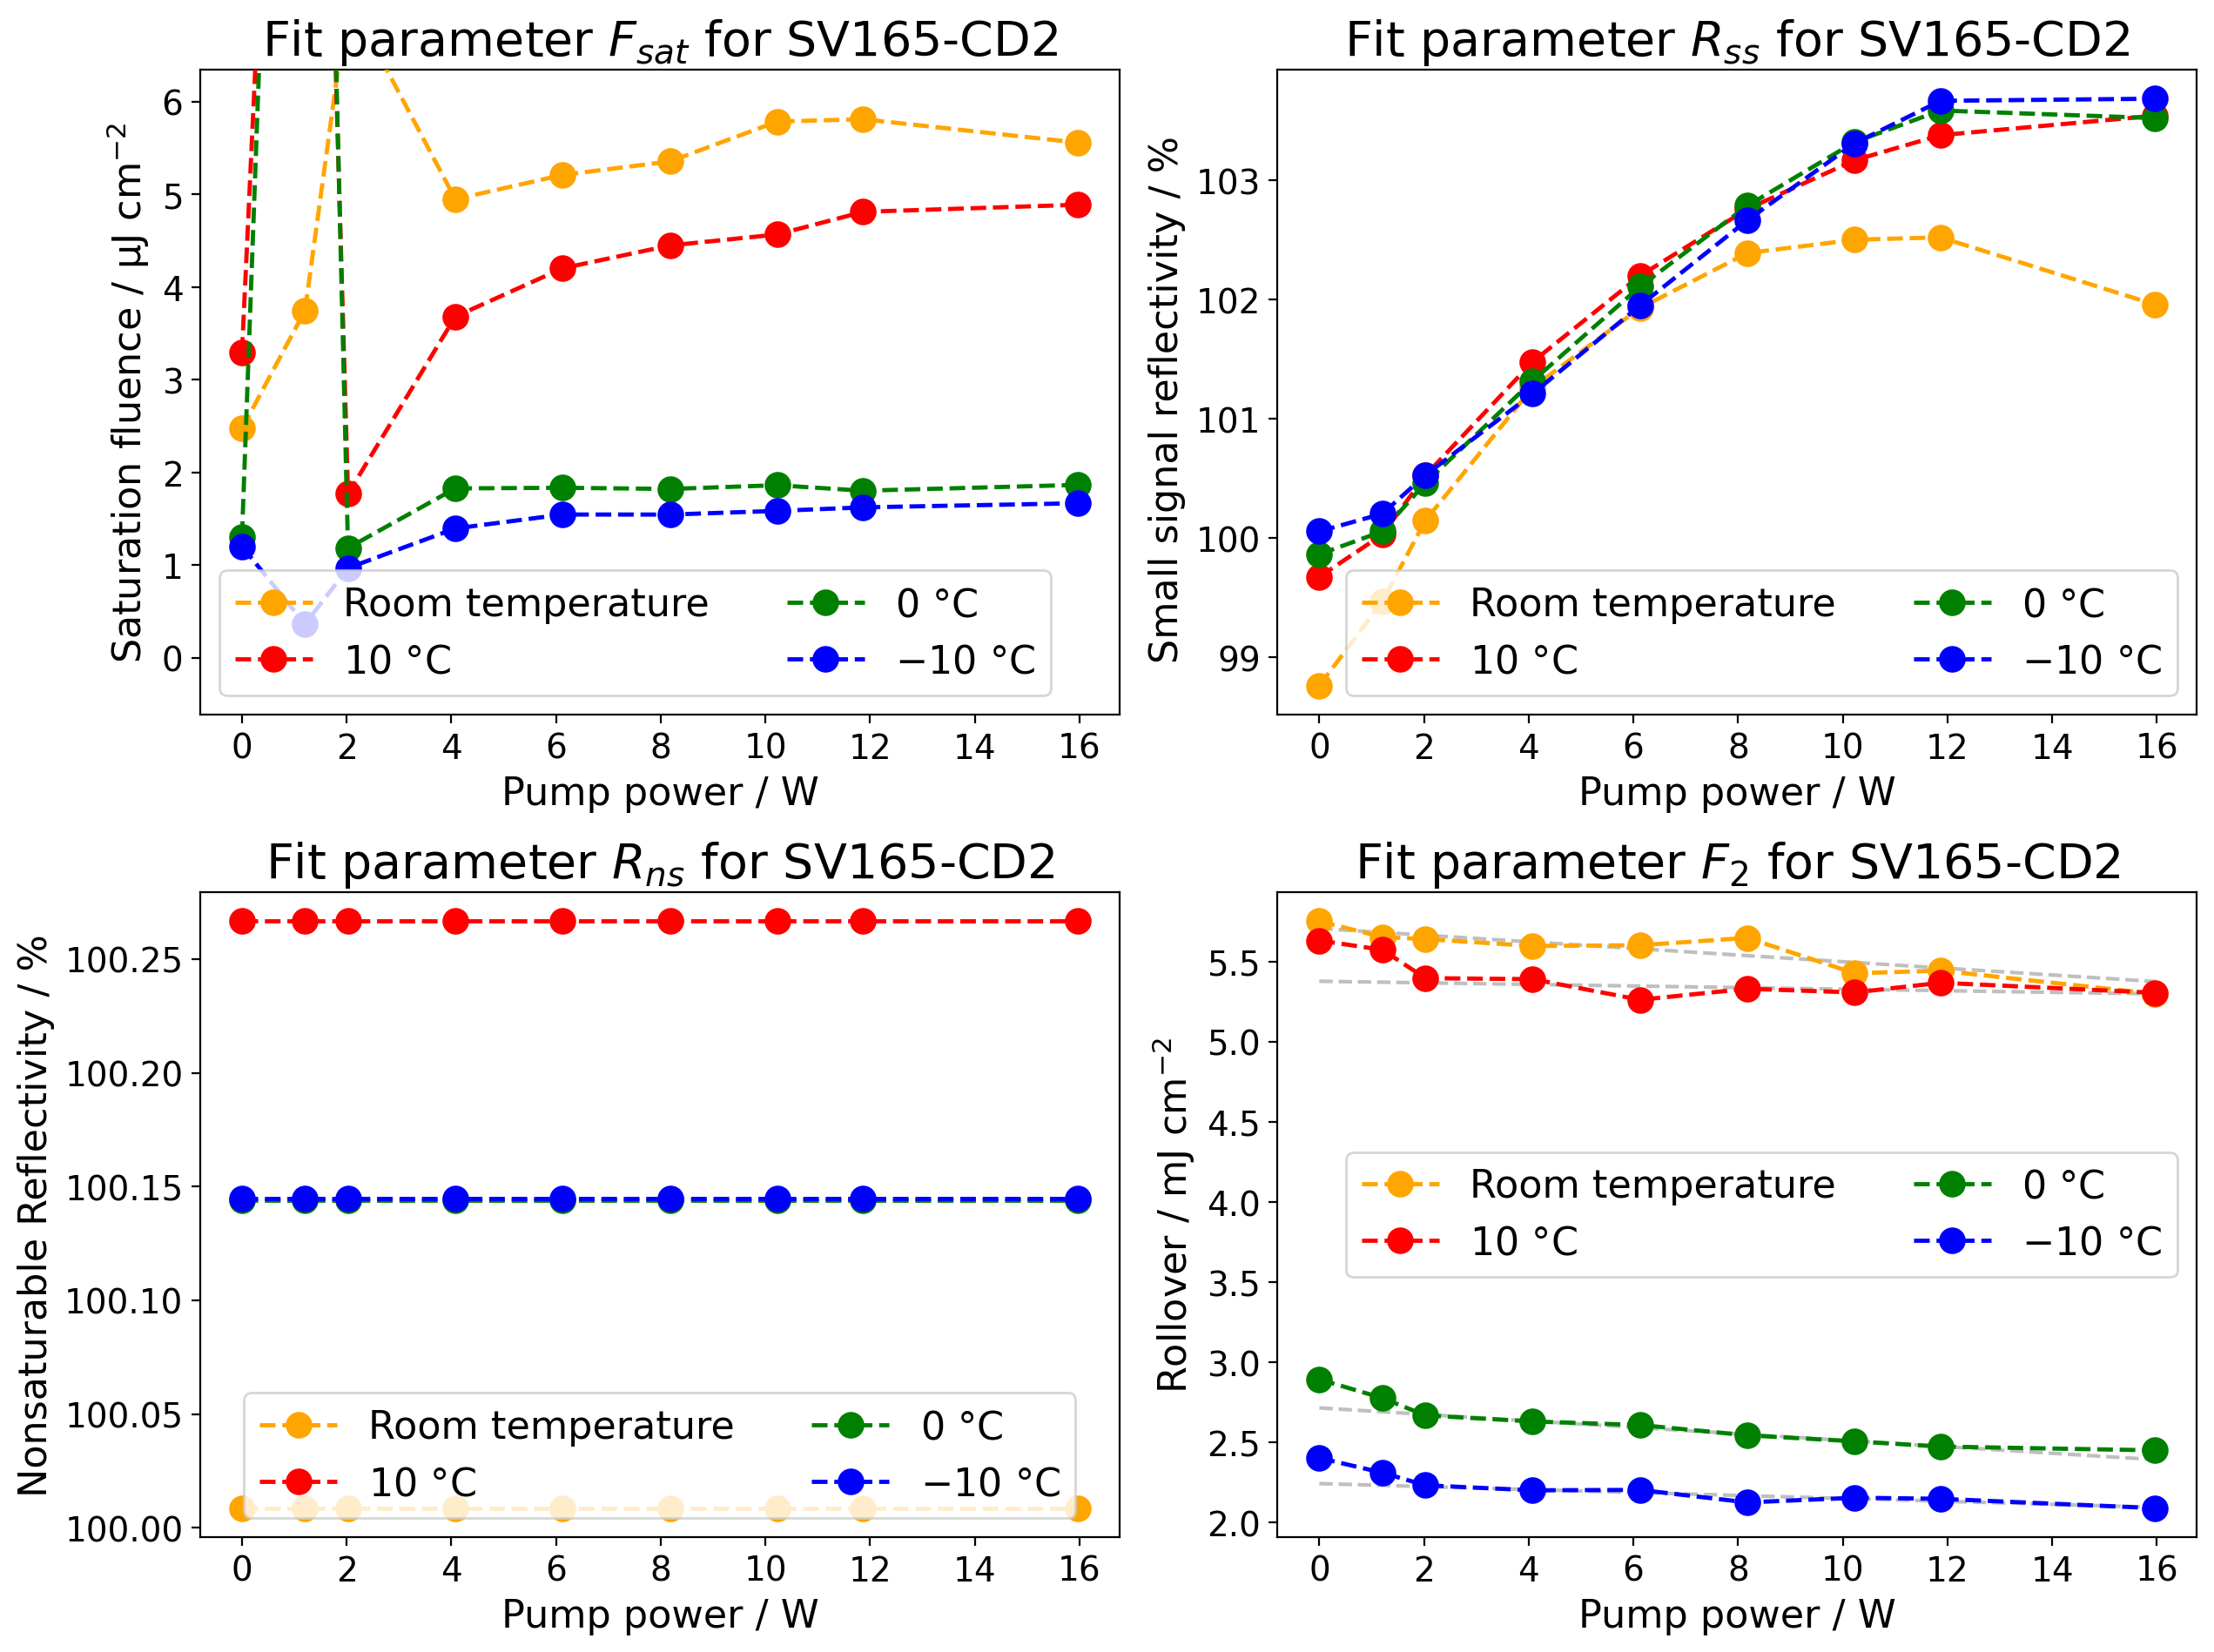 Fit parameter F_sat for SV165-CD2
Saturation fluence / µJ cm⁻²
6
5
4
3
2
1
0
Room temperature
10 °C
0 °C
−10 °C
0 2 4 6 8 10 12 14 16
Pump power / W
Fit parameter R_ss for SV165-CD2
Small signal reflectivity / %
103
102
101
100
99
Room temperature
10 °C
0 °C
−10 °C
0 2 4 6 8 10 12 14 16
Pump power / W
Fit parameter R_ns for SV165-CD2
Nonsaturable Reflectivity / %
100.25
100.20
100.15
100.10
100.05
100.00
Room temperature
10 °C
0 °C
−10 °C
0 2 4 6 8 10 12 14 16
Pump power / W
Fit parameter F₂ for SV165-CD2
Rollover / mJ cm⁻²
5.5
5.0
4.5
4.0
3.5
3.0
2.5
2.0
Room temperature
10 °C
0 °C
−10 °C
0 2 4 6 8 10 12 14 16
Pump power / W